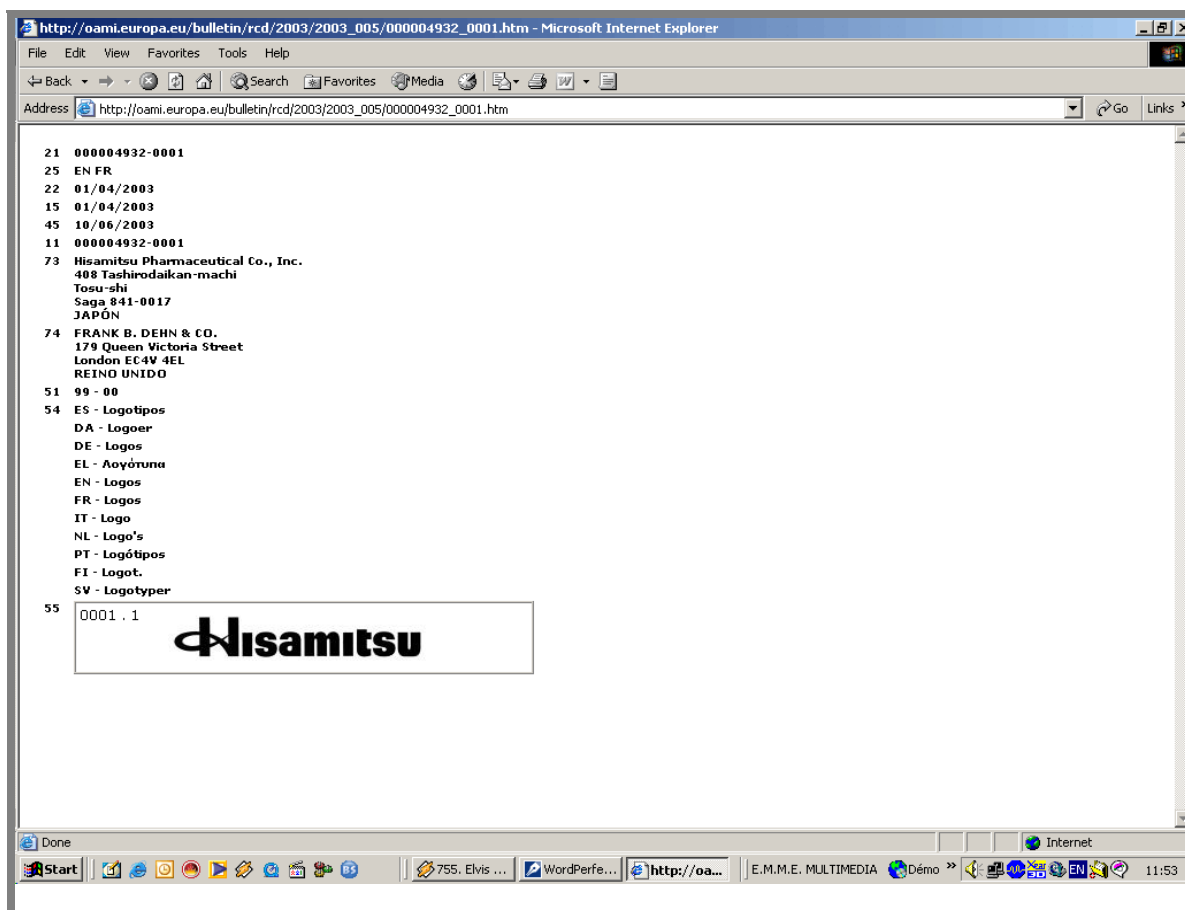 http://oami.europa.eu/bulletin/rcd/2003/2003_005/000004932_0001.htm - Microsoft Internet Explorer
File Edit View Favorites Tools Help
Back Search Favorites Media
Address http://oami.europa.eu/bulletin/rcd/2003/2003_005/000004932_0001.htm Go Links »
21 000004932-0001
25 EN FR
22 01/04/2003
15 01/04/2003
45 10/06/2003
11 000004932-0001
73 Hisamitsu Pharmaceutical Co., Inc.
408 Tashirodaikan-machi
Tosu-shi
Saga 841-0017
JAPÓN
74 FRANK B. DEHN & CO.
179 Queen Victoria Street
London EC4V 4EL
REINO UNIDO
51 99 - 00
54 ES - Logotipos
DA - Logoer
DE - Logos
EL - Λογότυπα
EN - Logos
FR - Logos
IT - Logo
NL - Logo's
PT - Logótipos
FI - Logot.
SV - Logotyper
55 0001.1
Hisamitsu
Done Internet
Start 755. Elvis ... WordPerfe... http://oa... E.M.M.E. MULTIMEDIA Démo » EN 11:53